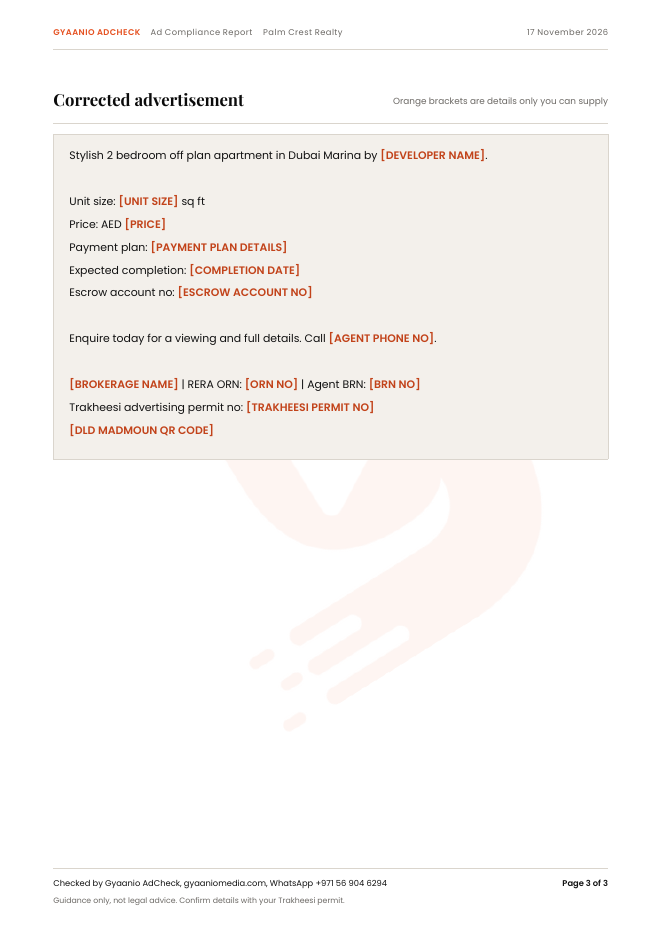 GYAANIO ADCHECK Ad Compliance Report Palm Crest Realty 17 November 2026
Corrected advertisement Orange brackets are details only you can supply
Stylish 2 bedroom off plan apartment in Dubai Marina by [DEVELOPER NAME].
Unit size: [UNIT SIZE] sq ft
Price: AED [PRICE]
Payment plan: [PAYMENT PLAN DETAILS]
Expected completion: [COMPLETION DATE]
Escrow account no: [ESCROW ACCOUNT NO]
Enquire today for a viewing and full details. Call [AGENT PHONE NO].
[BROKERAGE NAME] | RERA ORN: [ORN NO] | Agent BRN: [BRN NO]
Trakheesi advertising permit no: [TRAKHEESI PERMIT NO]
[DLD MADMOUN QR CODE]
Checked by Gyaanio AdCheck, gyaaniomedia.com, WhatsApp +971 56 904 6294 Page 3 of 3
Guidance only, not legal advice. Confirm details with your Trakheesi permit.